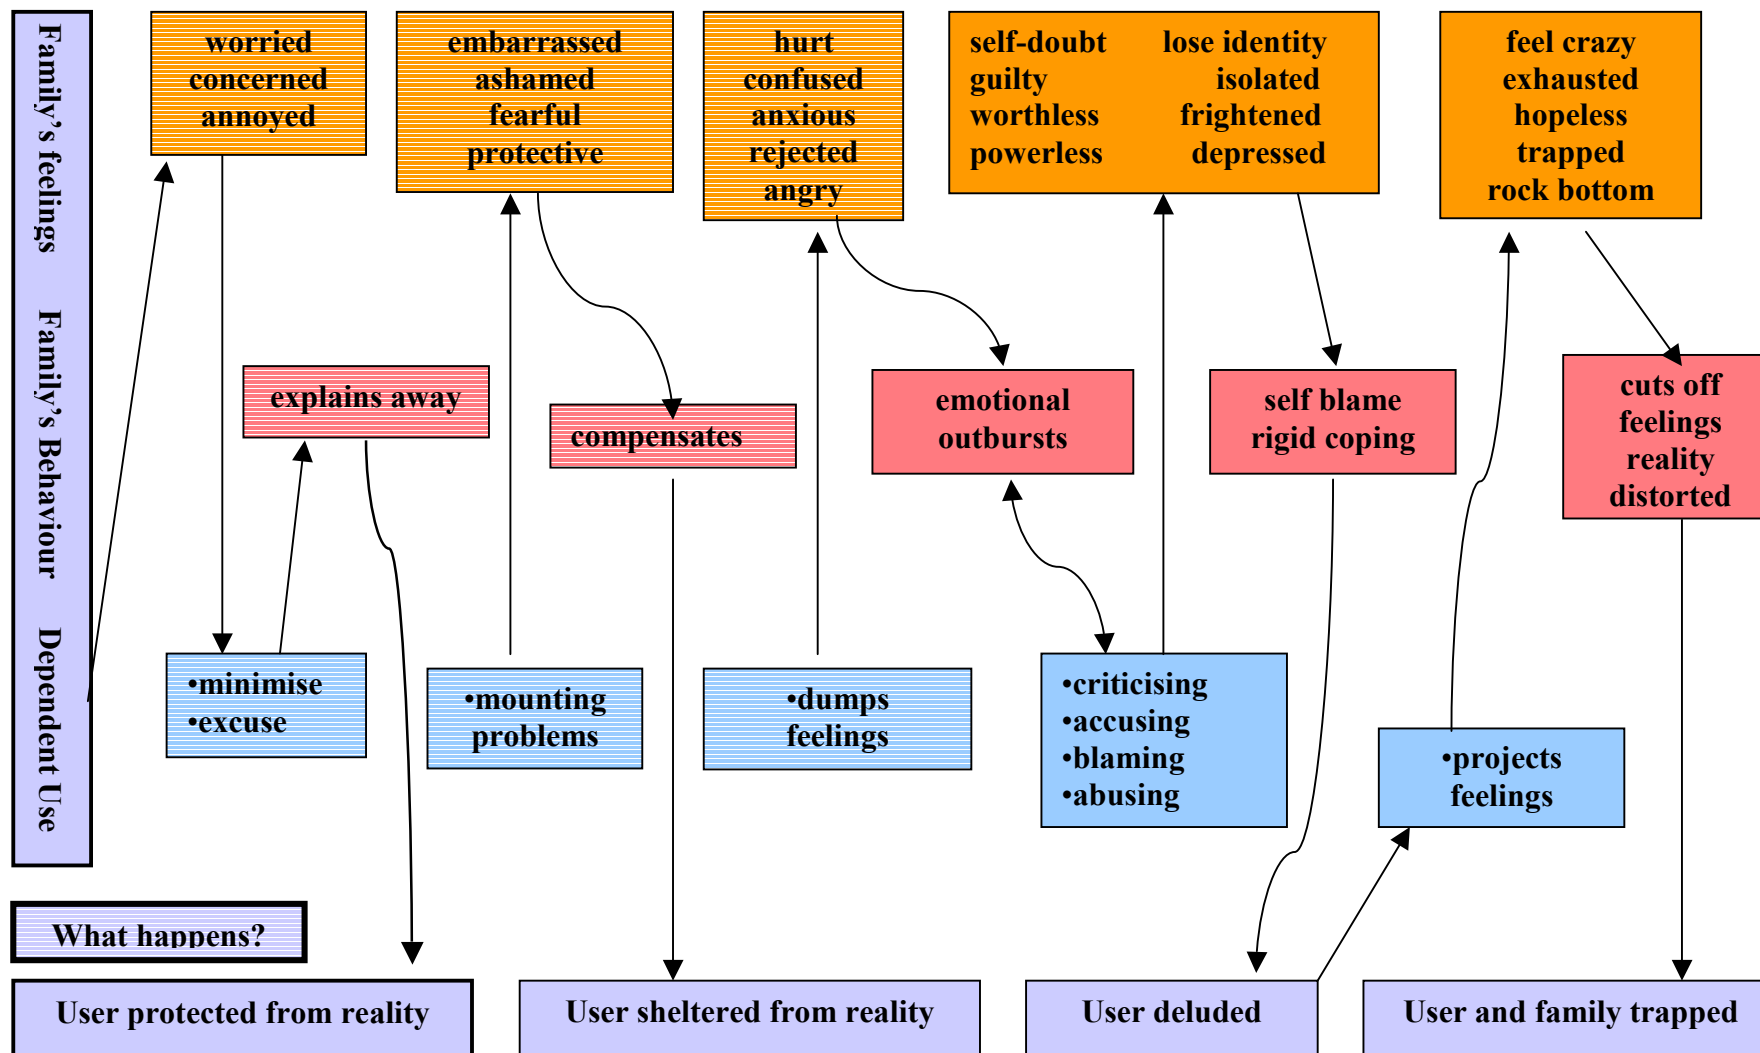 Family’s feelings
Family’s Behaviour
Dependent Use
worried
concerned
annoyed
embarrassed
ashamed
fearful
protective
hurt
confused
anxious
rejected
angry
self-doubt lose identity
guilty isolated
worthless frightened
powerless depressed
feel crazy
exhausted
hopeless
trapped
rock bottom
explains away
compensates
emotional
outbursts
self blame
rigid coping
cuts off
feelings
reality
distorted
•minimise
•excuse
•mounting
problems
•dumps
feelings
•criticising
•accusing
•blaming
•abusing
•projects
feelings
What happens?
User protected from reality
User sheltered from reality
User deluded
User and family trapped